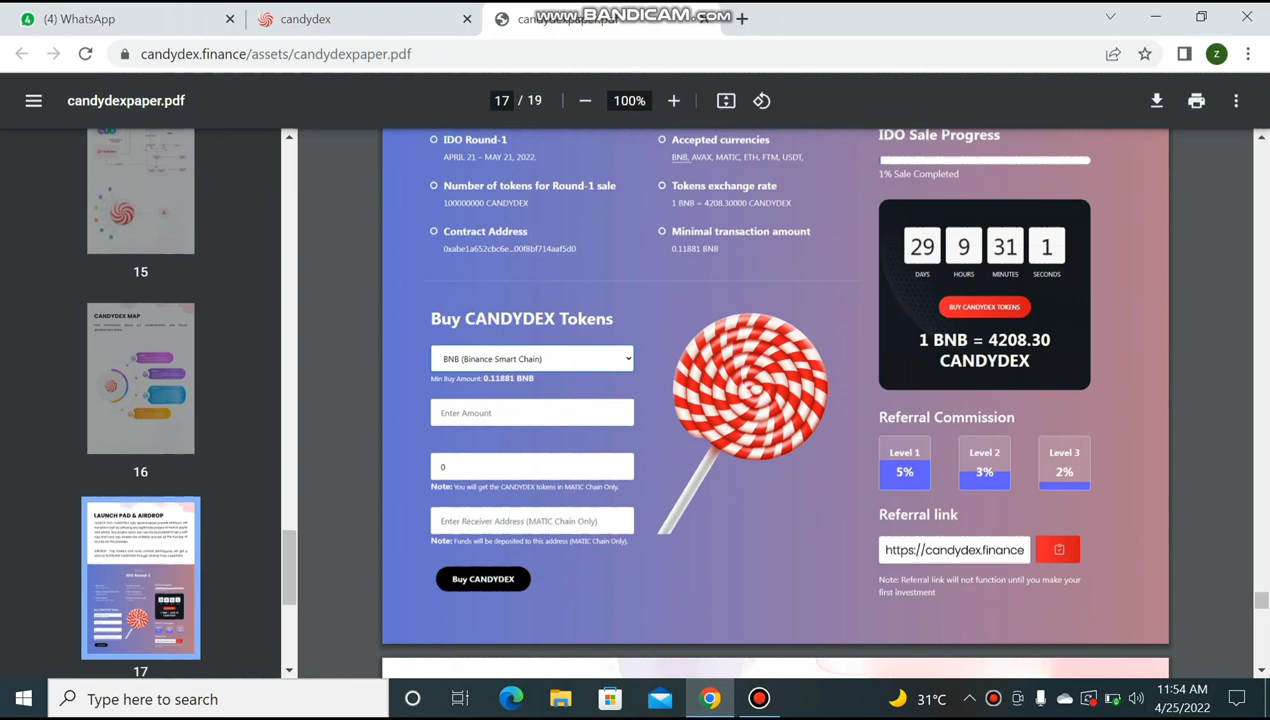 (4) WhatsApp
candydex
candydexpaper.pdf
WWW.BANDICAM.COM
candydex.finance/assets/candydexpaper.pdf
Z
candydexpaper.pdf
17 / 19
100%
15
CANDYDEX MAP
16
LAUNCH PAD & AIRDROP
17
IDO Round-1
APRIL 21 – MAY 21, 2022.
Accepted currencies
BNB, AVAX, MATIC, ETH, FTM, USDT,
Number of tokens for Round-1 sale
100000000 CANDYDEX
Tokens exchange rate
1 BNB = 4208.30000 CANDYDEX
Contract Address
0xabe1a652cbc6e...00f8bf714aaf5d0
Minimal transaction amount
0.11881 BNB
Buy CANDYDEX Tokens
BNB (Binance Smart Chain)
Min Buy Amount: 0.11881 BNB
Enter Amount
0
Note: You will get the CANDYDEX tokens in MATIC Chain Only.
Enter Receiver Address (MATIC Chain Only)
Note: Funds will be deposited to this address (MATIC Chain Only).
Buy CANDYDEX
IDO Sale Progress
1% Sale Completed
29 9 31 1
DAYS HOURS MINUTES SECONDS
BUY CANDYDEX TOKENS
1 BNB = 4208.30
CANDYDEX
Referral Commission
Level 1 Level 2 Level 3
5% 3% 2%
Referral link
https://candydex.finance
Note: Referral link will not function until you make your
first investment
Type here to search
31°C
11:54 AM
4/25/2022